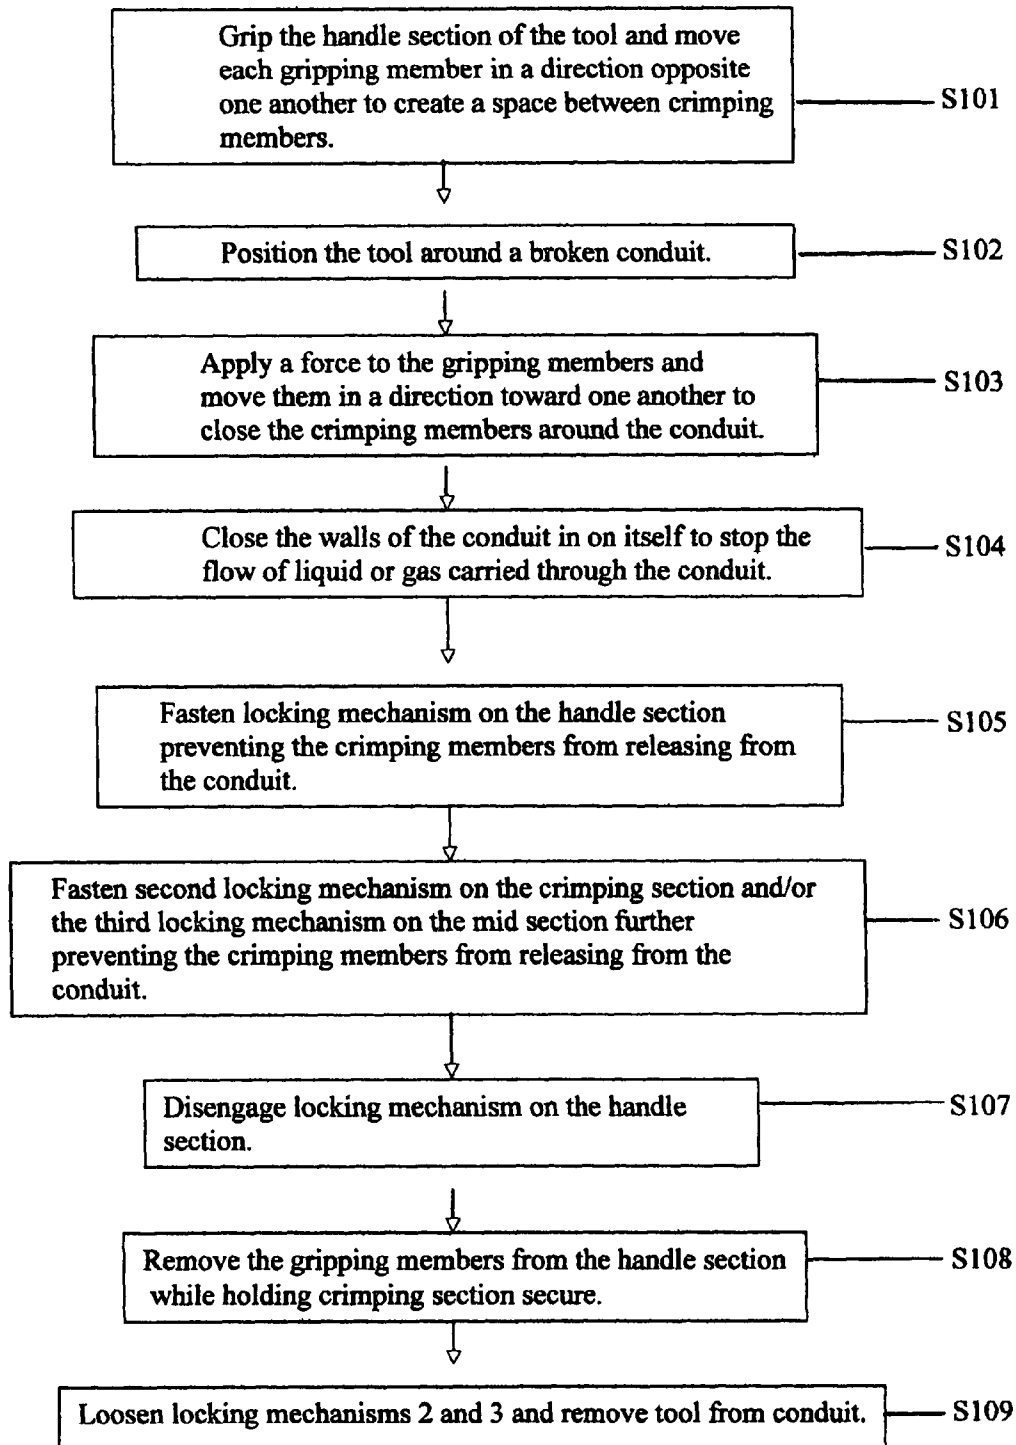 Grip the handle section of the tool and move
each gripping member in a direction opposite
one another to create a space between crimping
members.
S101
Position the tool around a broken conduit.
S102
Apply a force to the gripping members and
move them in a direction toward one another to
close the crimping members around the conduit.
S103
Close the walls of the conduit in on itself to stop the
flow of liquid or gas carried through the conduit.
S104
Fasten locking mechanism on the handle section
preventing the crimping members from releasing from
the conduit.
S105
Fasten second locking mechanism on the crimping section and/or
the third locking mechanism on the mid section further
preventing the crimping members from releasing from the
conduit.
S106
Disengage locking mechanism on the handle
section.
S107
Remove the gripping members from the handle section
while holding crimping section secure.
S108
Loosen locking mechanisms 2 and 3 and remove tool from conduit.
S109